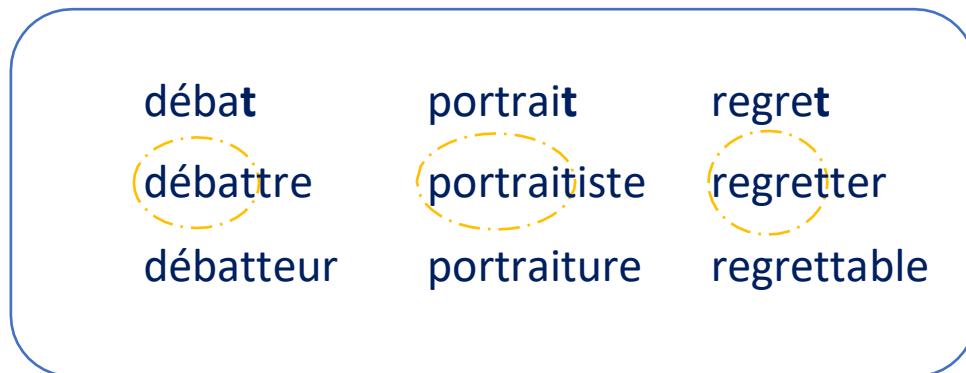 débat portrait regret
débattre portraitiste regretter
débatteur portraiture regrettable